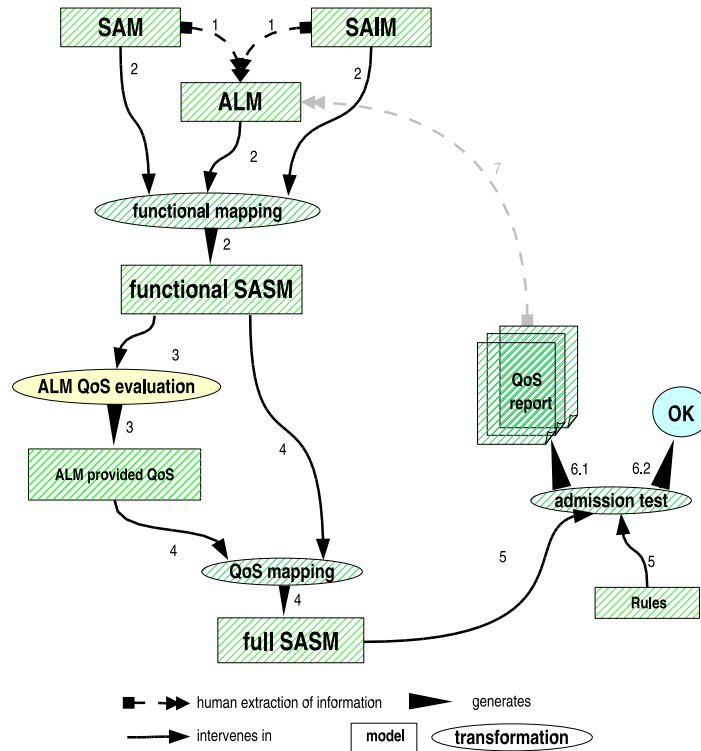 SAM
1
1
SAIM
2
2
ALM
2
7
functional mapping
2
functional SASM
3
QoS
report
ALM QoS evaluation
OK
3
4
6.1
6.2
ALM provided QoS
admission test
4
5
5
QoS mapping
4
Rules
full SASM
human extraction of information
generates
intervenes in
model
transformation